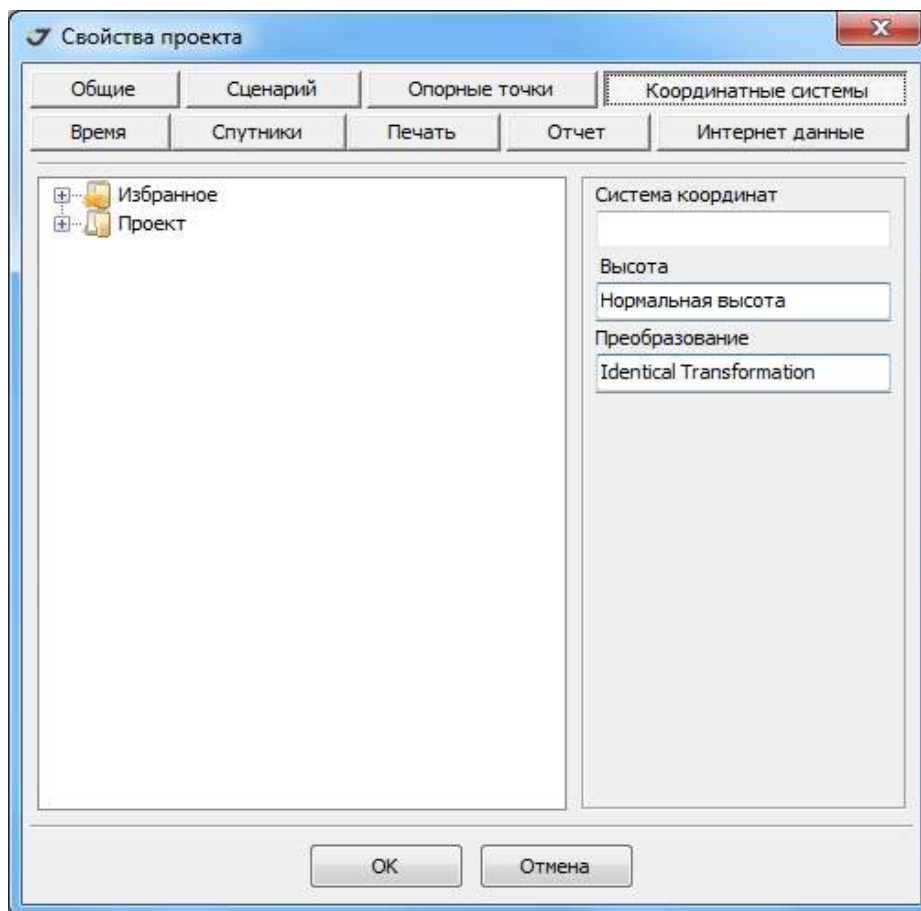 Свойства проекта
Общие Сценарий Опорные точки Координатные системы
Время Спутники Печать Отчет Интернет данные
Избранное
Проект
Система координат
Высота
Нормальная высота
Преобразование
Identical Transformation
OK Отмена